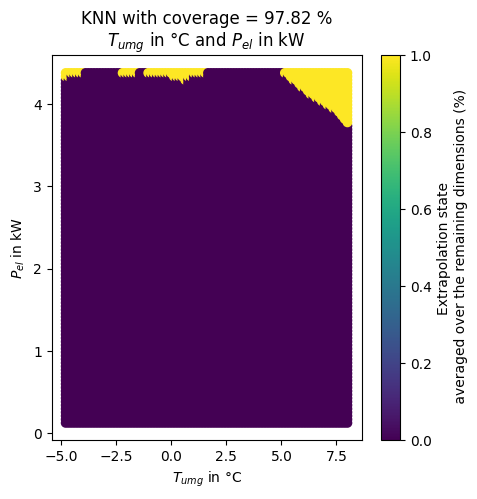 KNN with coverage = 97.82 %
T_umg in °C and P_el in kW
4
3
2
1
0
P_el in kW
-5.0
-2.5
0.0
2.5
5.0
7.5
T_umg in °C
1.0
0.8
0.6
0.4
0.2
0.0
Extrapolation state
averaged over the remaining dimensions (%)